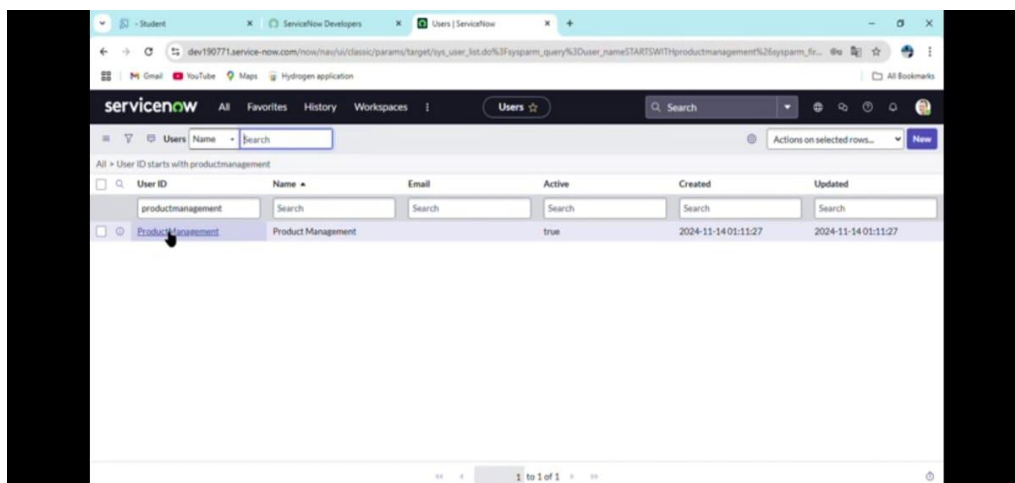 - Student
ServiceNow Developers
Users | ServiceNow
dev190771.service-now.com/now/nav/ui/classic/params/target/sys_user_list.do%3Fsysparm_query%3Duser_nameSTARTSWITHproductmanagement%26sysparm_fir...
Gmail YouTube Maps Hydrogen application All Bookmarks
servicenow All Favorites History Workspaces Users Search
Users Name Search Actions on selected rows... New
All > User ID starts with productmanagement
User ID Name Email Active Created Updated
productmanagement Search Search Search Search Search
ProductManagement Product Management true 2024-11-14 01:11:27 2024-11-14 01:11:27
1 to 1 of 1